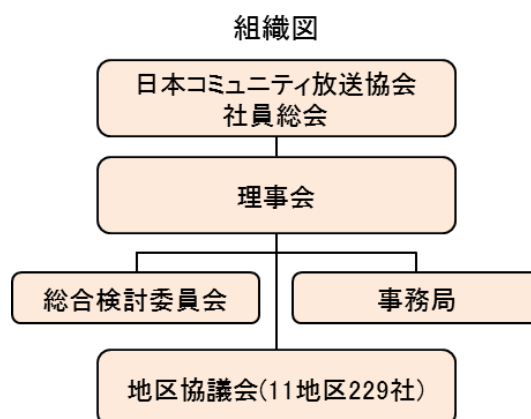 組織図
日本コミュニティ放送協会
社員総会
理事会
総合検討委員会
事務局
地区協議会(11地区229社)